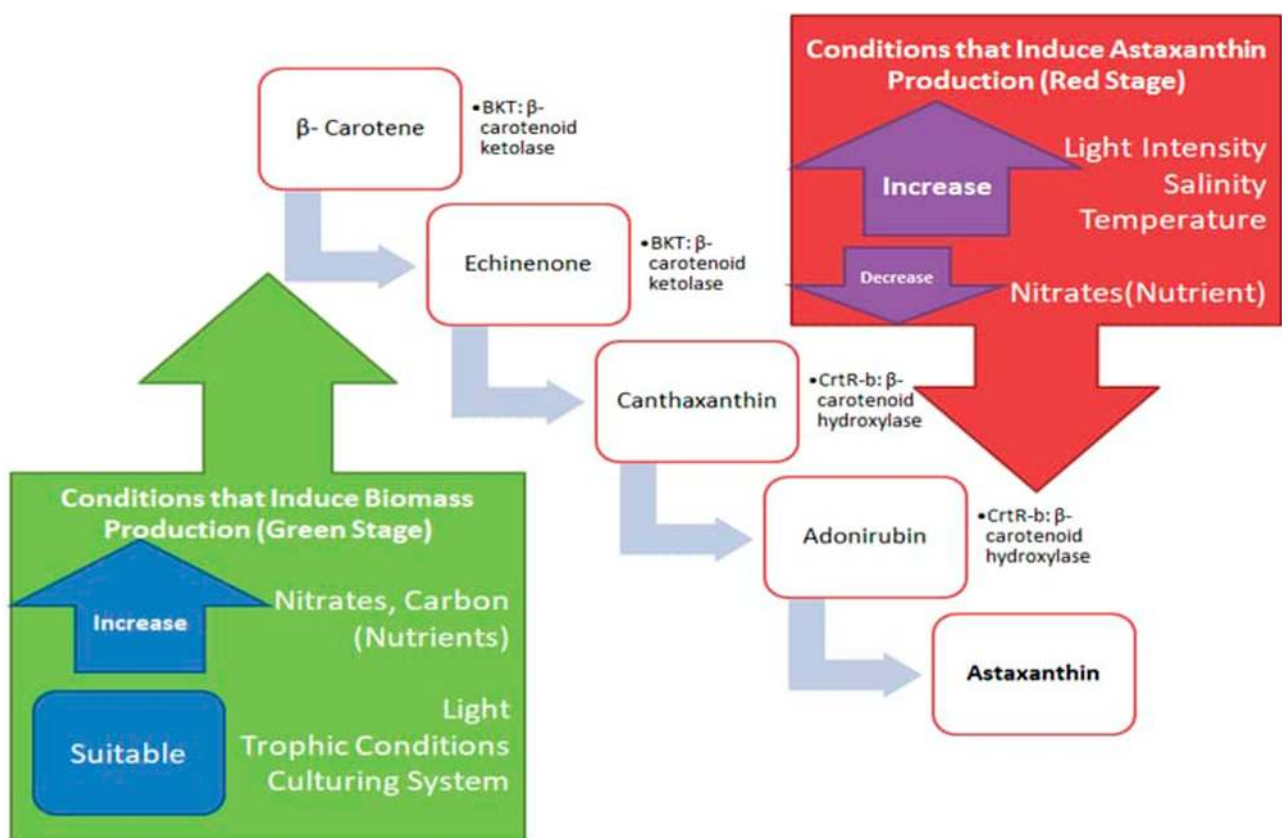 β- Carotene
•BKT: β-
carotenoid
ketolase
Echinenone
•BKT: β-
carotenoid
ketolase
Canthaxanthin
•CrtR-b: β-
carotenoid
hydroxylase
Adonirubin
•CrtR-b: β-
carotenoid
hydroxylase
Astaxanthin
Conditions that Induce Astaxanthin
Production (Red Stage)
Increase
Light Intensity
Salinity
Temperature
Decrease
Nitrates(Nutrient)
Conditions that Induce Biomass
Production (Green Stage)
Increase
Nitrates, Carbon
(Nutrients)
Suitable
Light
Trophic Conditions
Culturing System